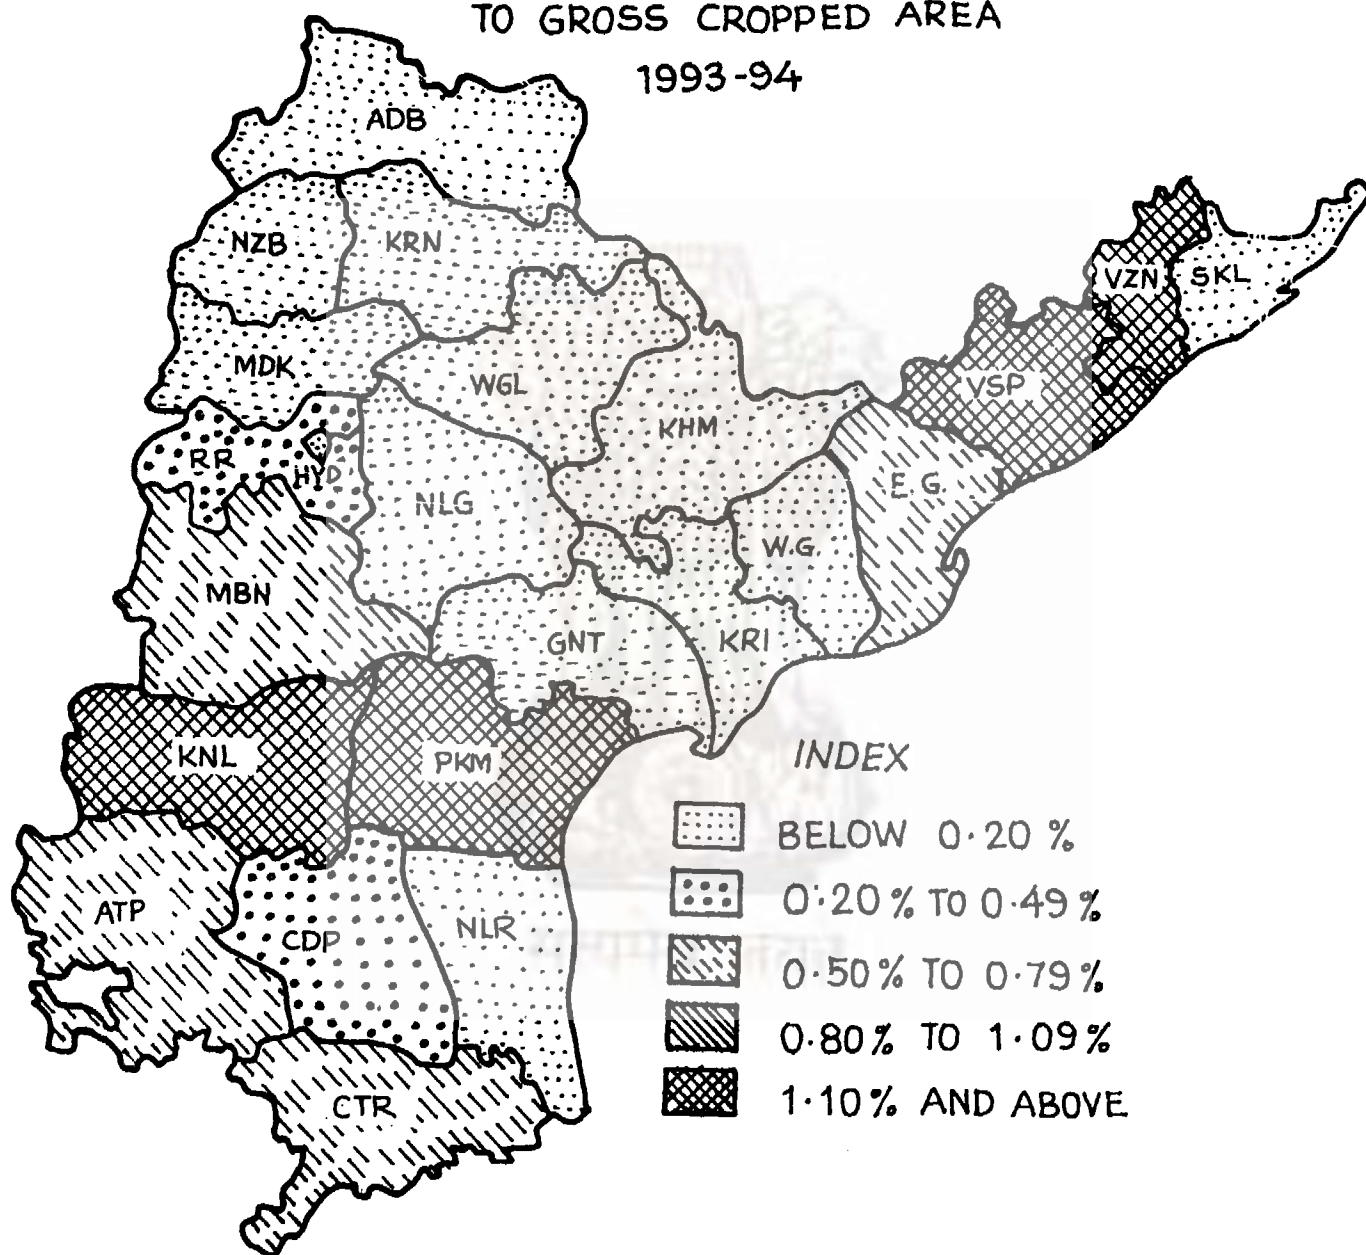 TO GROSS CROPPED AREA
1993-94
ADB
NZB
KRN
VZN
SKL
MDK
WGL
VSP
KHM
RR
HYD
NLG
E.G.
W.G.
MBN
GNT
KRI
KNL
PKM
INDEX
BELOW 0.20 %
0.20% TO 0.49%
ATP
CDP
NLR
0.50% TO 0.79%
0.80% TO 1.09%
CTR
1.10% AND ABOVE